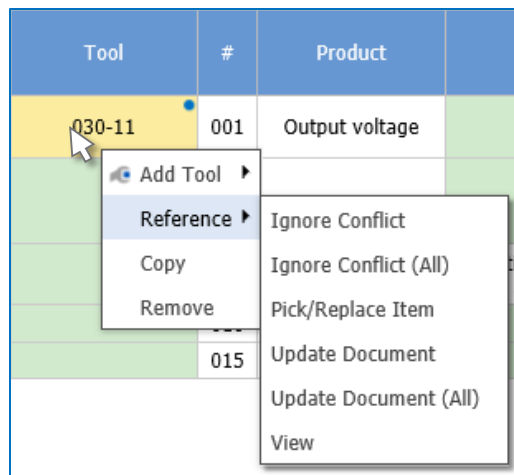 Tool # Product
030-11 001 Output voltage
Add Tool
Reference
Copy
Remove
Ignore Conflict
Ignore Conflict (All)
Pick/Replace Item
Update Document
Update Document (All)
View
015